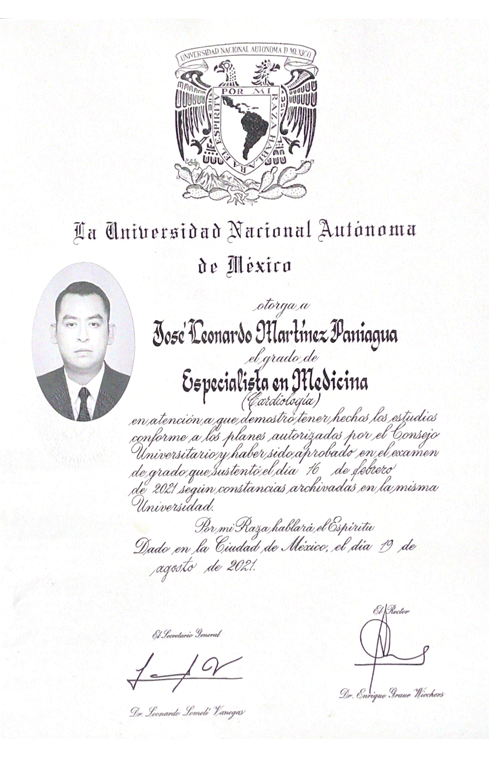 UNIVERSIDAD NACIONAL AUTONOMA D MEXICO
POR MI RAZA HABLARA EL ESPIRITU
La Universidad Nacional Autónoma
de México
otorga a
José Leonardo Martínez Paniagua
el grado de
Especialista en Medicina
(Cardiología)
en atención a que demostró tener hechos los estudios
conforme a los planes autorizados por el Consejo
Universitario y haber sido aprobado en el examen
de grado que sustentó el día 16 de febrero
de 2021 según constancias archivadas en la misma
Universidad.
Por mi Raza hablará el Espíritu
Dado en la Ciudad de México, el día 19 de
agosto de 2021.
El Rector
El Secretario General
Dr. Enrique Graue Wiechers
Dr. Leonardo Lomelí Vanegas